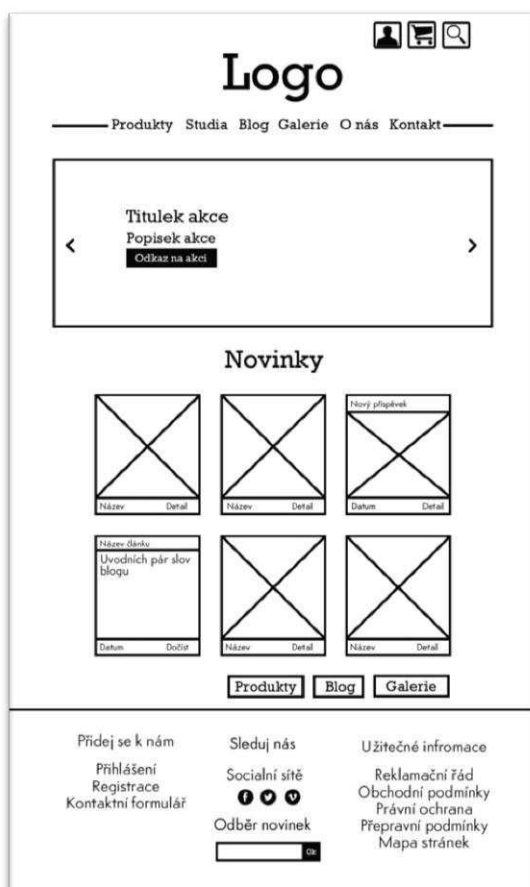 Logo
Produkty Studia Blog Galerie O nás Kontakt
Titulek akce
Popisek akce
Odkaz na akci
Novinky
Název Detail
Název Detail
Nový příspěvek
Datum Detail
Název článku
Uvodních pár slov
blogu
Datum Dočíst
Název Detail
Název Detail
Produkty Blog Galerie
Přidej se k nám
Přihlášení
Registrace
Kontaktní formulář
Sleduj nás
Socialní sítě
Odběr novinek
Ok
Užitečné infromace
Reklamační řád
Obchodní podmínky
Právní ochrana
Přepravní podmínky
Mapa stránek